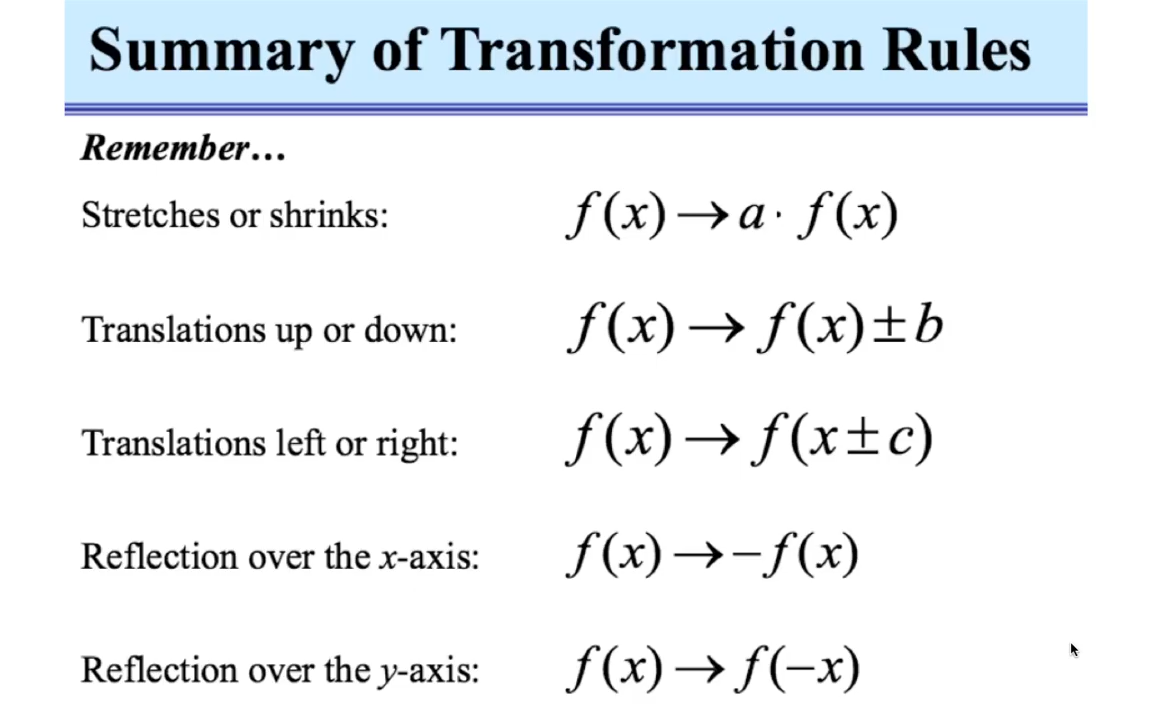 Summary of Transformation Rules
Remember…
Stretches or shrinks: f(x)→a· f(x)
Translations up or down: f(x)→ f(x)±b
Translations left or right: f(x)→ f(x±c)
Reflection over the x-axis: f(x)→−f(x)
Reflection over the y-axis: f(x)→ f(−x)